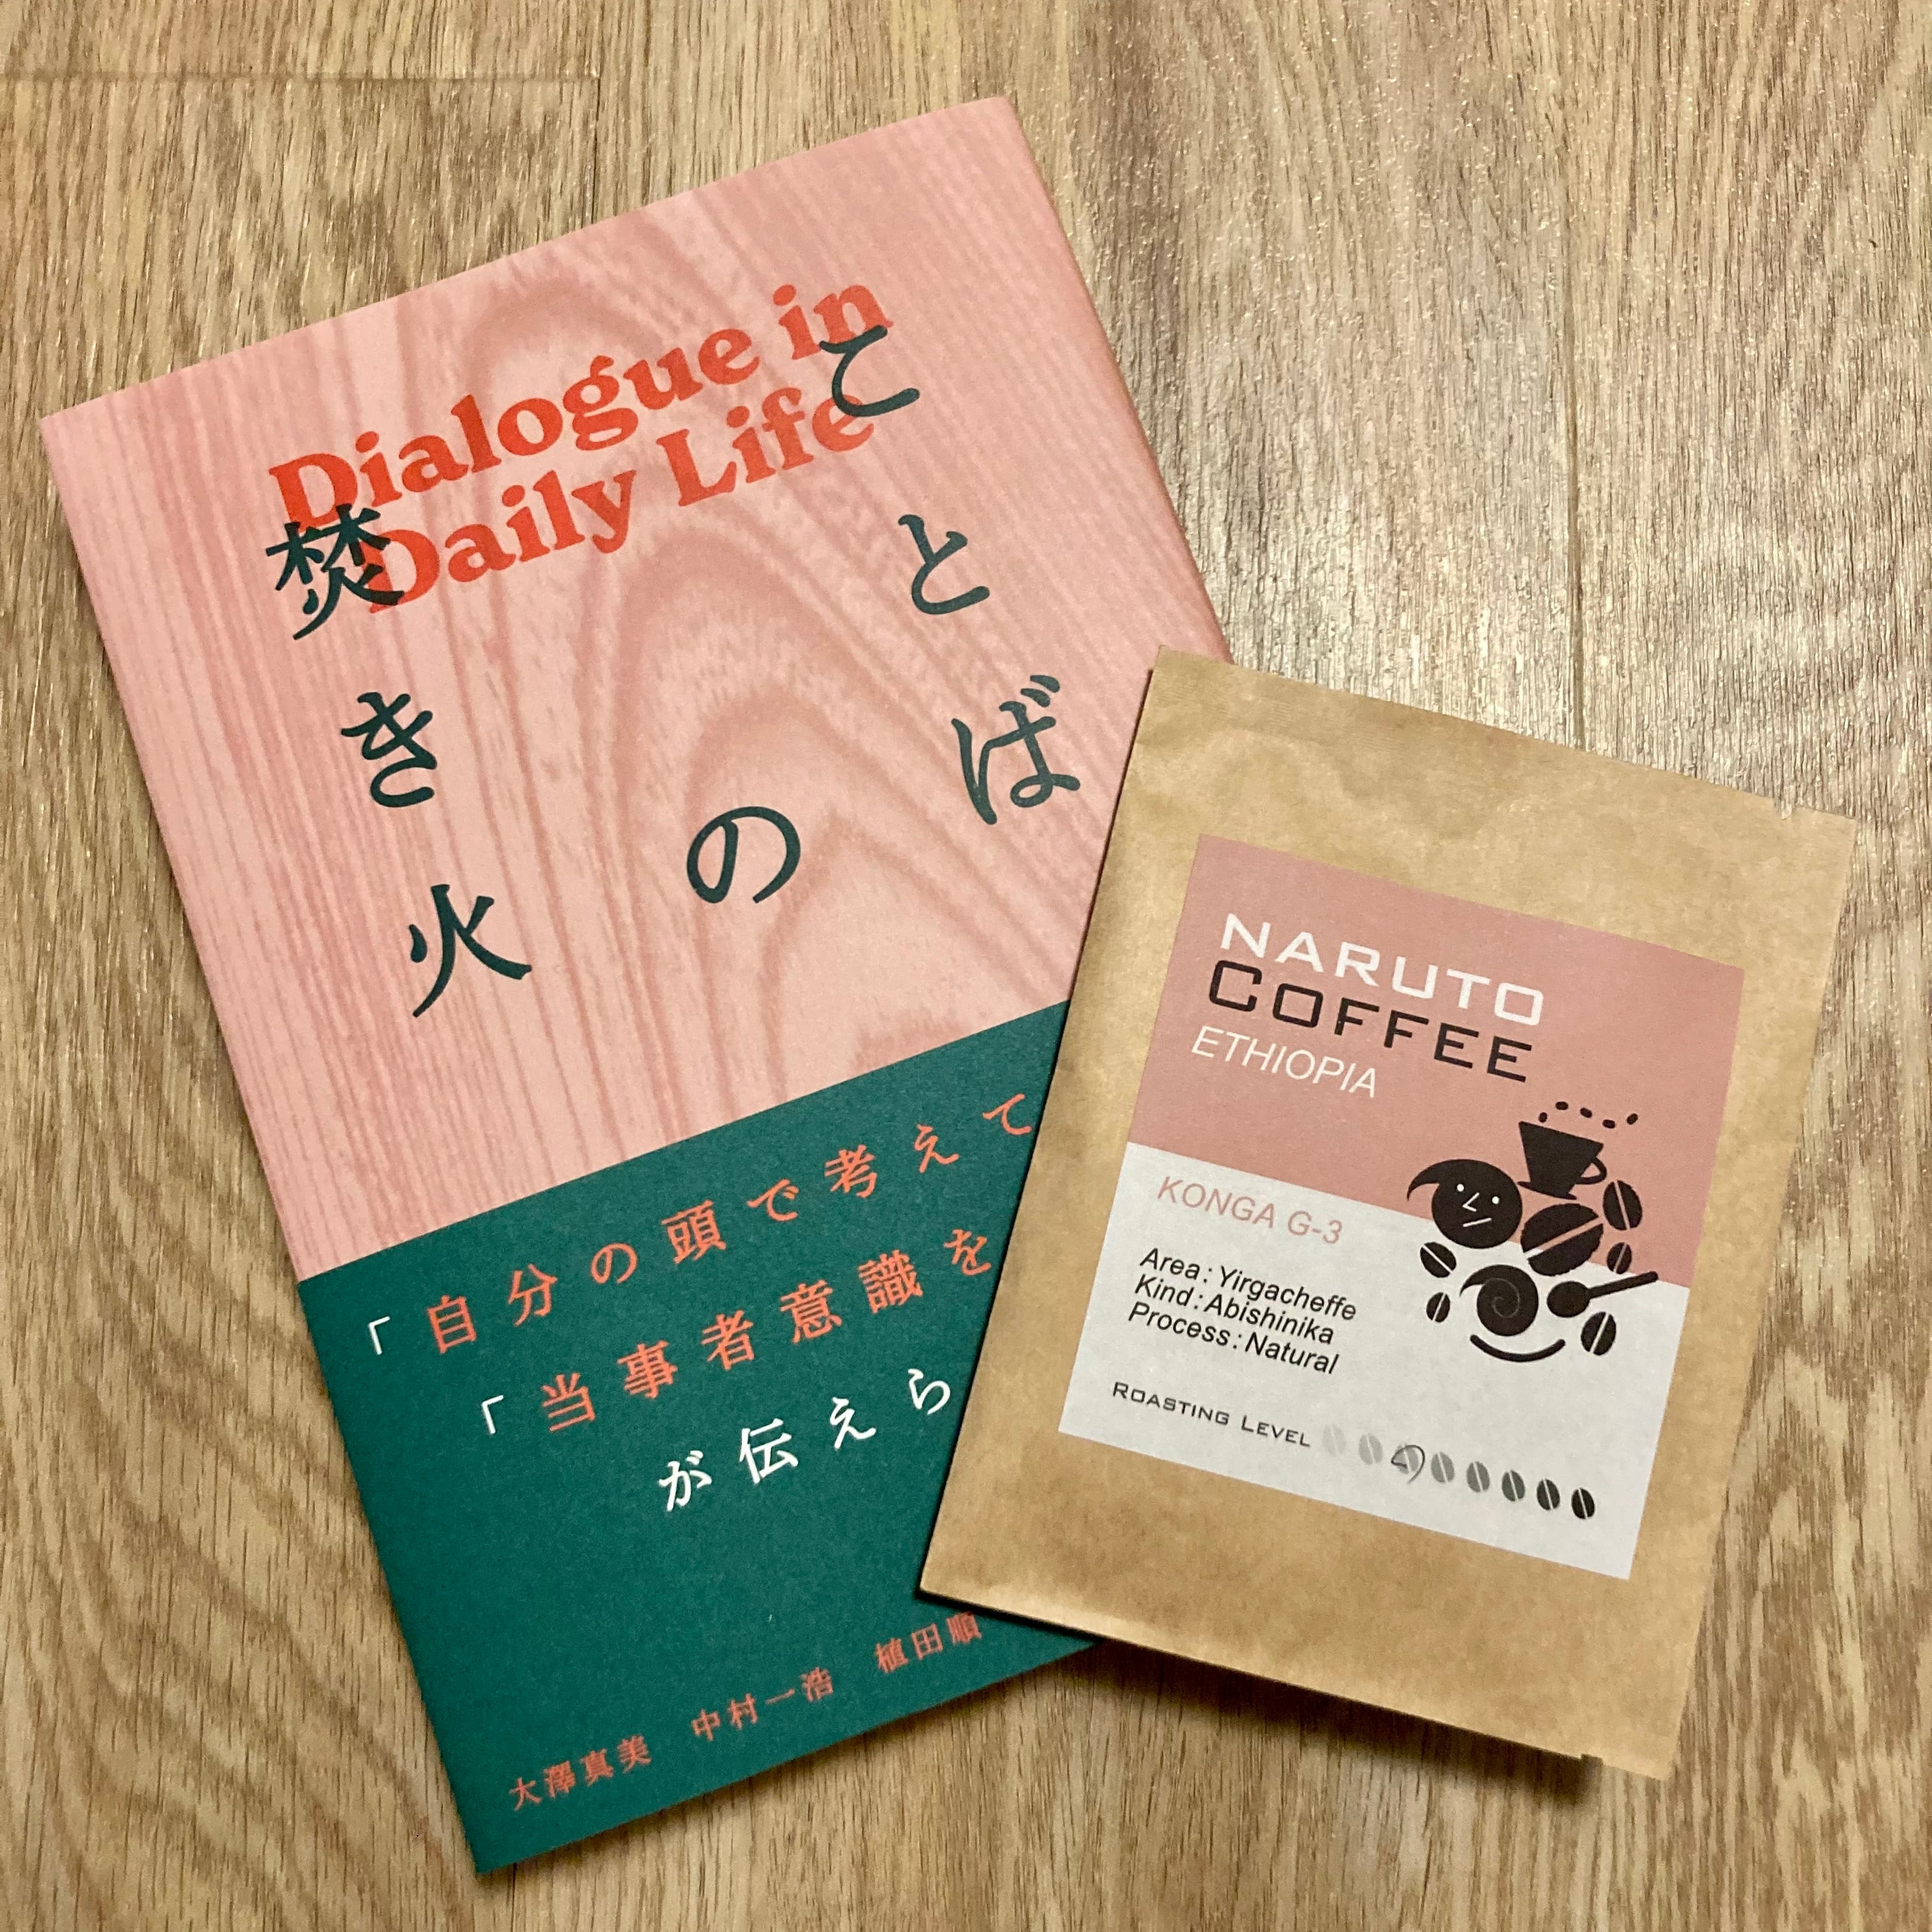 Dialogue in
Daily Life
焚き火
の
ことば
「自分の頭で考えて
「当事者意識を
が伝えら
大澤真美 中村一浩 植田順
NARUTO
COFFEE
ETHIOPIA
KONGA G-3
Area : Yirgacheffe
Kind : Abishinika
Process : Natural
ROASTING LEVEL